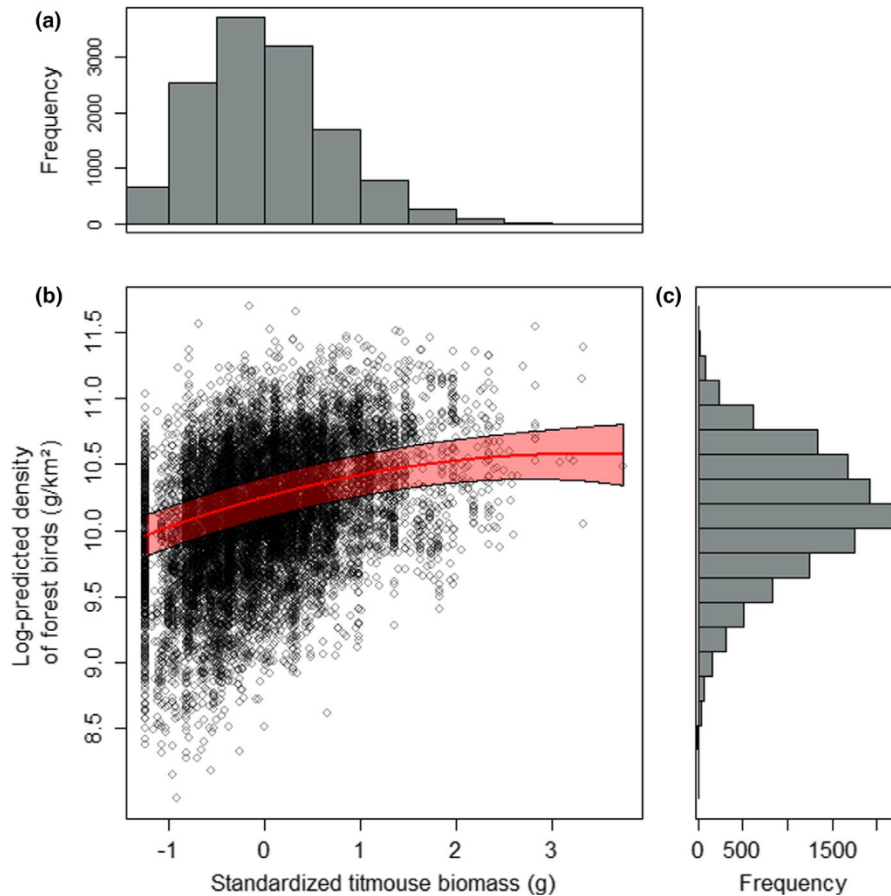 (a)
Frequency
3000
2000
1000
0
(b)
Log-predicted density
of forest birds (g/km²)
11.5
11.0
10.5
10.0
9.5
9.0
8.5
-1 0 1 2 3
Standardized titmouse biomass (g)
(c)
0 500 1500
Frequency